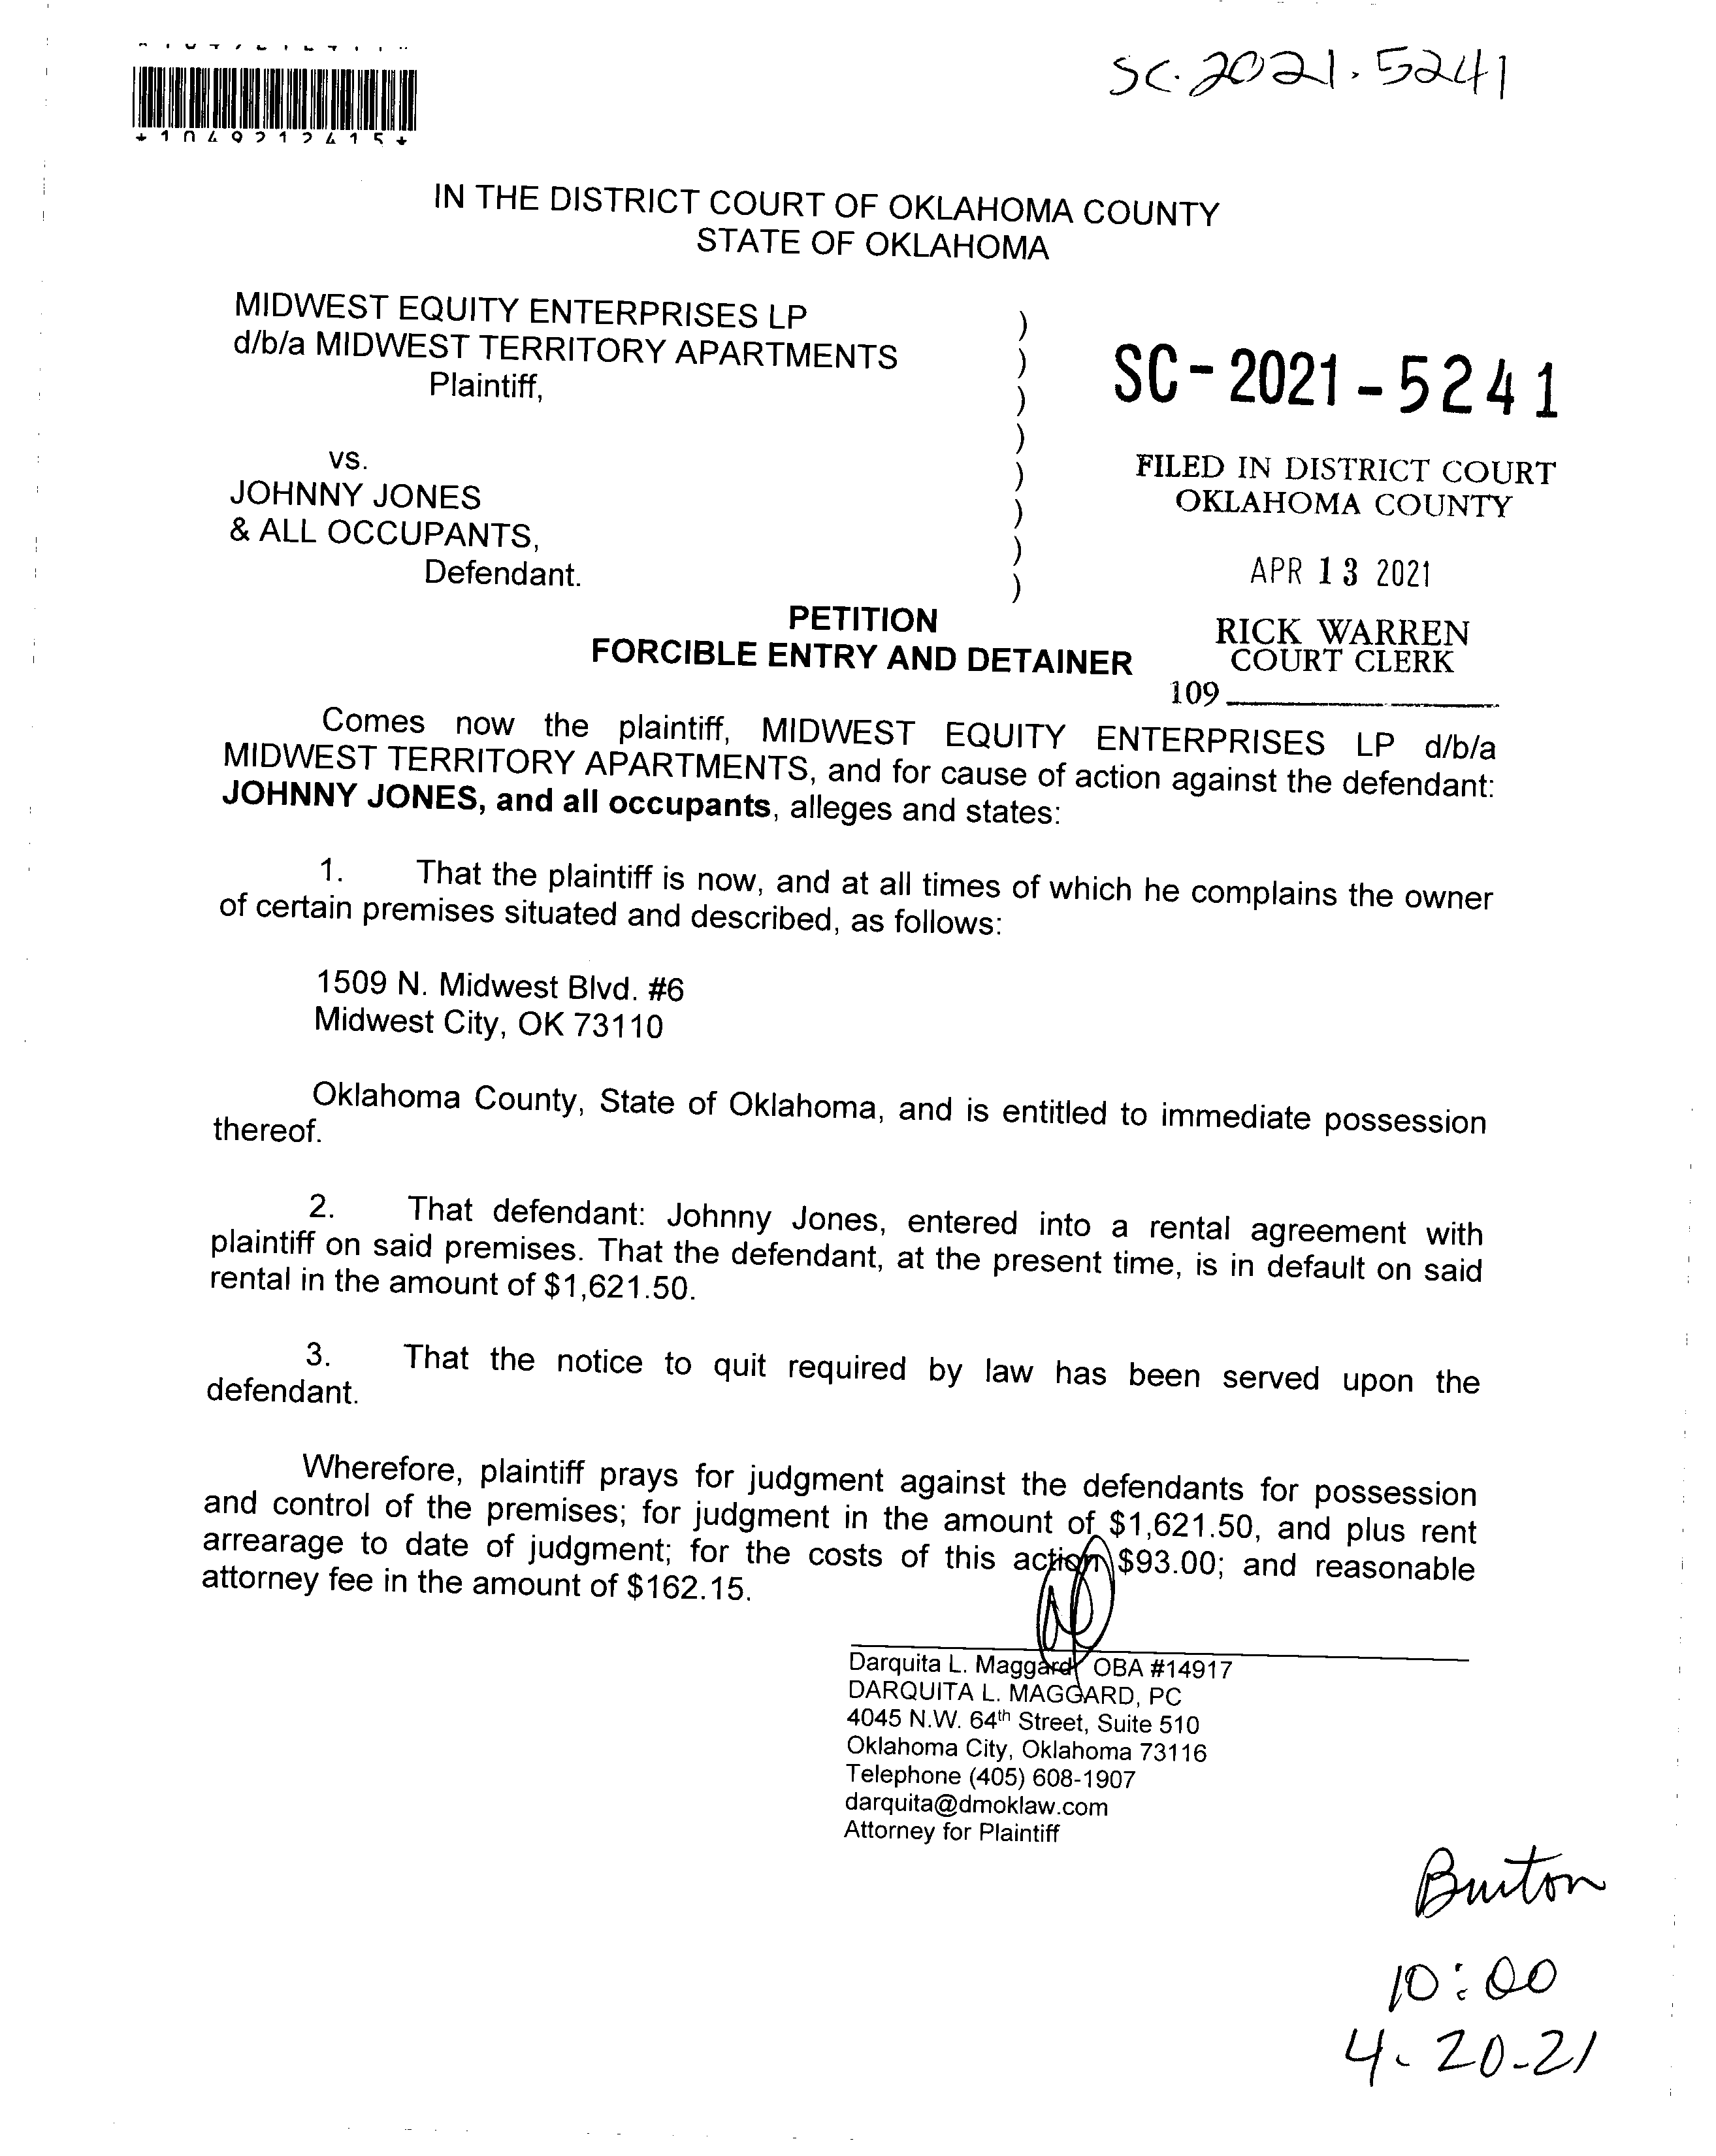 SC-2021-5241
IN THE DISTRICT COURT OF OKLAHOMA COUNTY
STATE OF OKLAHOMA
MIDWEST EQUITY ENTERPRISES LP )
d/b/a MIDWEST TERRITORY APARTMENTS )
Plaintiff, )
)
vs. )
JOHNNY JONES )
& ALL OCCUPANTS, )
Defendant. )
SC-2021-5241
FILED IN DISTRICT COURT
OKLAHOMA COUNTY
APR 13 2021
RICK WARREN
COURT CLERK
109
PETITION
FORCIBLE ENTRY AND DETAINER
Comes now the plaintiff, MIDWEST EQUITY ENTERPRISES LP d/b/a
MIDWEST TERRITORY APARTMENTS, and for cause of action against the defendant:
JOHNNY JONES, and all occupants, alleges and states:
1. That the plaintiff is now, and at all times of which he complains the owner
of certain premises situated and described, as follows:
1509 N. Midwest Blvd. #6
Midwest City, OK 73110
Oklahoma County, State of Oklahoma, and is entitled to immediate possession
thereof.
2. That defendant: Johnny Jones, entered into a rental agreement with
plaintiff on said premises. That the defendant, at the present time, is in default on said
rental in the amount of $1,621.50.
3. That the notice to quit required by law has been served upon the
defendant.
Wherefore, plaintiff prays for judgment against the defendants for possession
and control of the premises; for judgment in the amount of $1,621.50, and plus rent
arrearage to date of judgment; for the costs of this action $93.00; and reasonable
attorney fee in the amount of $162.15.
Darquita L. Maggard OBA #14917
DARQUITA L. MAGGARD, PC
4045 N.W. 64th Street, Suite 510
Oklahoma City, Oklahoma 73116
Telephone (405) 608-1907
darquita@dmoklaw.com
Attorney for Plaintiff
10:00
4-20-21